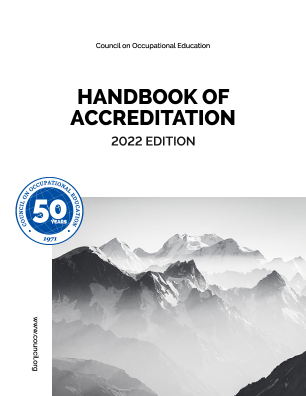 Council on Occupational Education
HANDBOOK OF
ACCREDITATION
2022 EDITION
COUNCIL ON OCCUPATIONAL EDUCATION
50
YEARS
1971
www.council.org